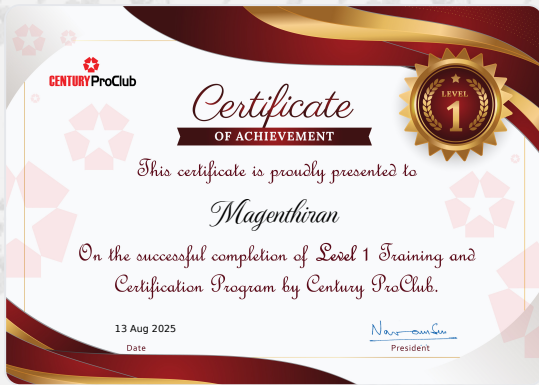 CENTURY ProClub
Certificate
OF ACHIEVEMENT
LEVEL
1
This certificate is proudly presented to
Magenthiran
On the successful completion of Level 1 Training and
Certification Program by Century ProClub.
13 Aug 2025
Date
President